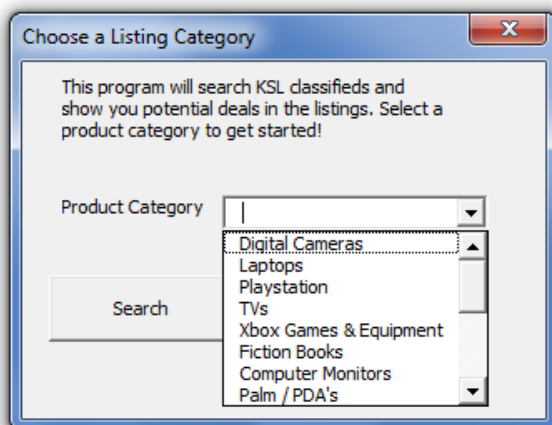 Choose a Listing Category
This program will search KSL classifieds and
show you potential deals in the listings. Select a
product category to get started!
Product Category
Digital Cameras
Laptops
Playstation
TVs
Xbox Games & Equipment
Fiction Books
Computer Monitors
Palm / PDA's
Search